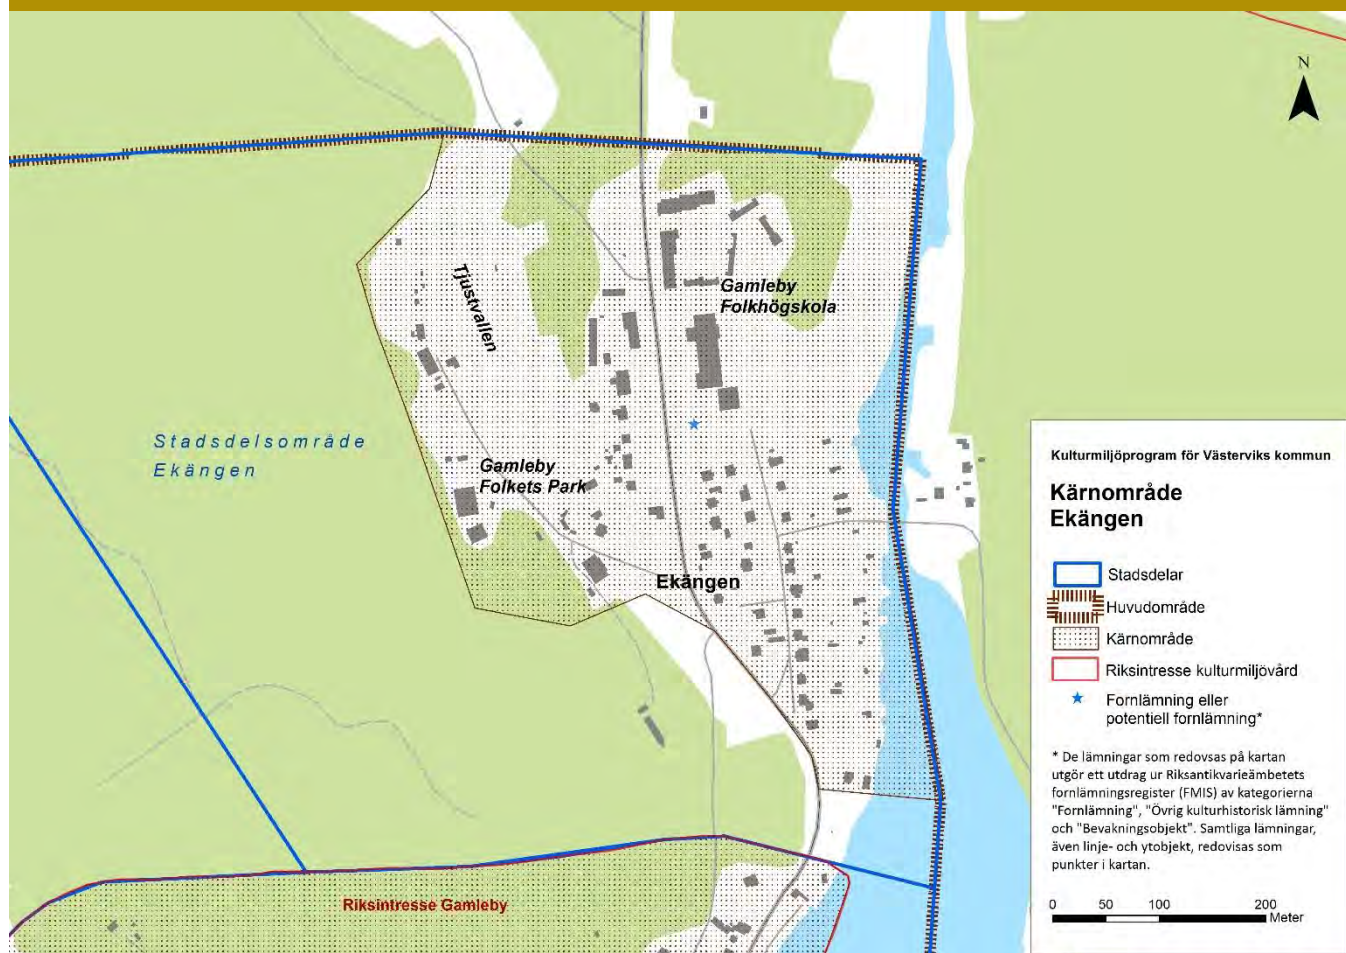 N
Tjustvallen
Gamleby
Folkhögskola
Stadsdelsområde
Ekängen
Gamleby
Folkets Park
Ekängen
Riksintresse Gamleby
Kulturmiljöprogram för Västerviks kommun
Kärnområde
Ekängen
Stadsdelar
Huvudområde
Kärnområde
Riksintresse kulturmiljövård
Fornlämning eller
potentiell fornlämning*
* De lämningar som redovsas på kartan
utgör ett utdrag ur Riksantikvarieämbetets
fornlämningsregister (FMIS) av kategorierna
"Fornlämning", "Övrig kulturhistorisk lämning"
och "Bevakningsobjekt". Samtliga lämningar,
även linje- och ytobjekt, redovisas som
punkter i kartan.
0 50 100 200
Meter